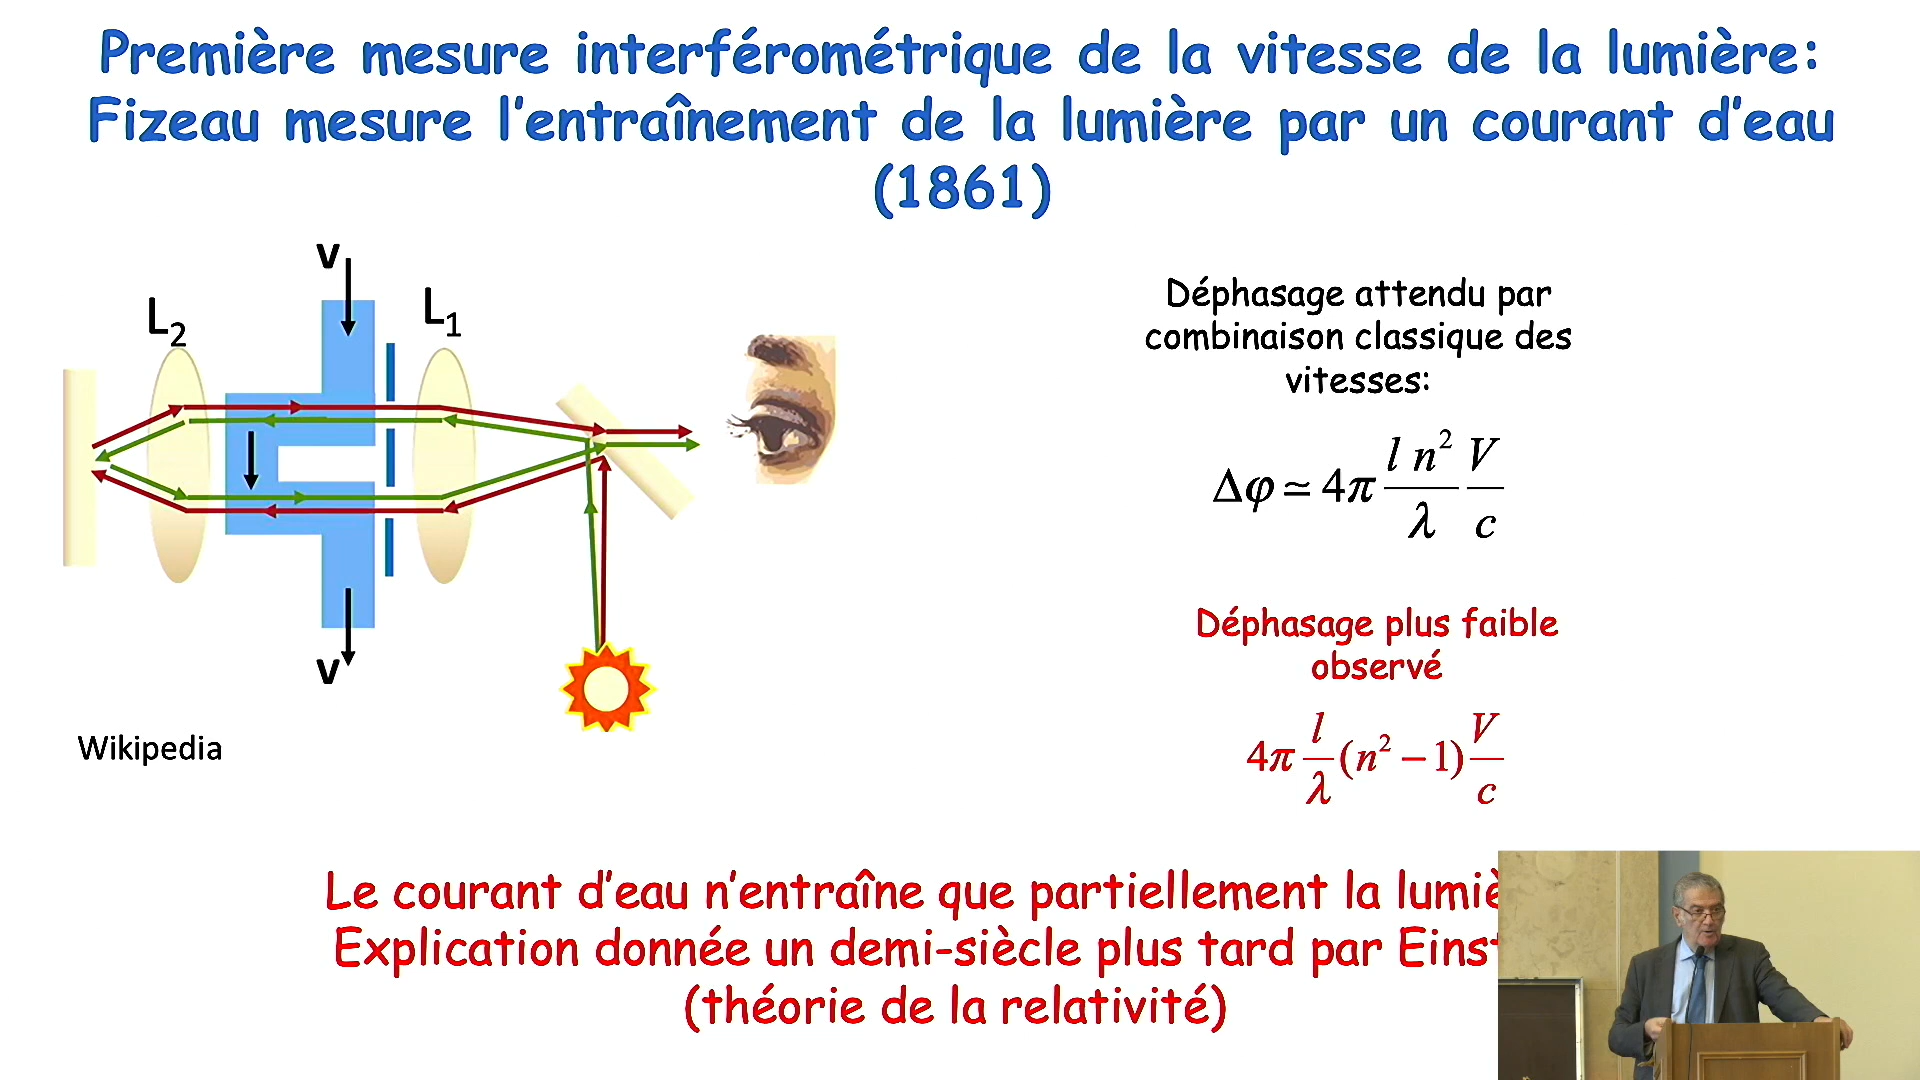 Première mesure interférométrique de la vitesse de la lumière:
Fizeau mesure l'entraînement de la lumière par un courant d'eau
(1861)
v
L₂
L₁
v
Wikipedia
Déphasage attendu par
combinaison classique des
vitesses:
Δφ ≃ 4π (l n²/λ) (V/c)
Déphasage plus faible
observé
4π (l/λ) (n² − 1) (V/c)
Le courant d'eau n'entraîne que partiellement la
Explication donnée un demi-siècle plus tard par
(théorie de la relativité)